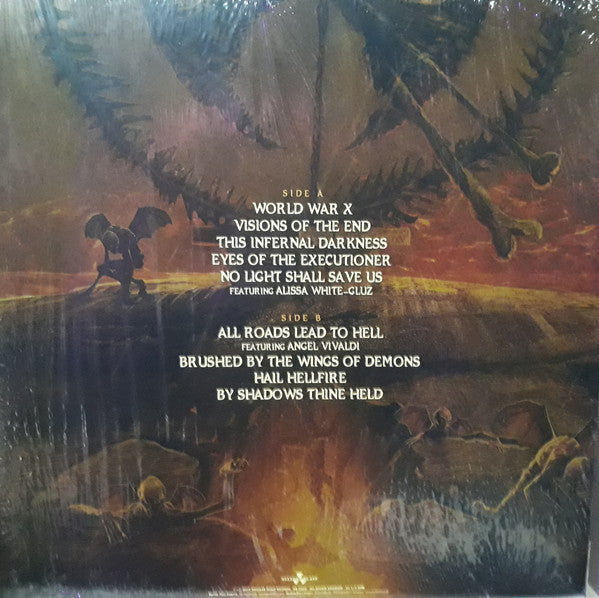 SIDE A
WORLD WAR X
VISIONS OF THE END
THIS INFERNAL DARKNESS
EYES OF THE EXECUTIONER
NO LIGHT SHALL SAVE US
FEATURING ALISSA WHITE-GLUZ
SIDE B
ALL ROADS LEAD TO HELL
FEATURING ANGEL VIVALDI
BRUSHED BY THE WINGS OF DEMONS
HAIL HELLFIRE
BY SHADOWS THINE HELD